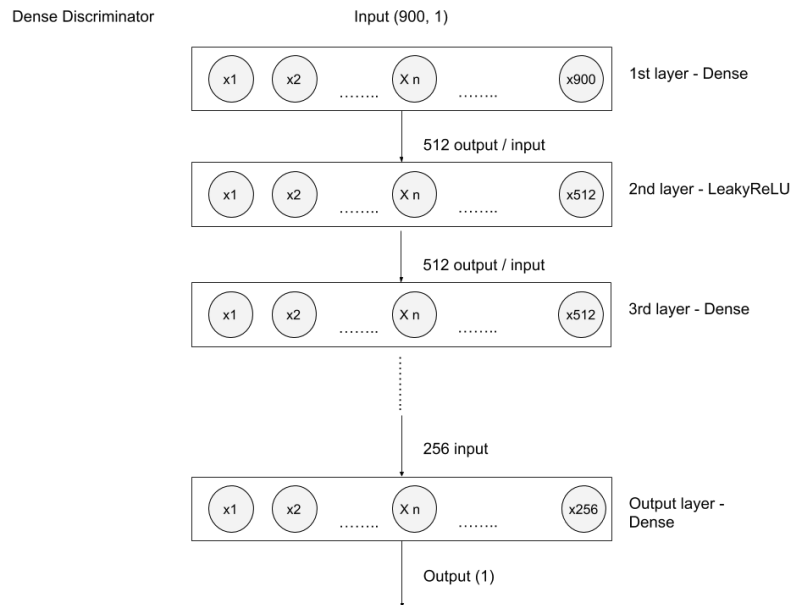 Dense Discriminator
Input (900, 1)
x1 x2 ........ X n ....... x900
1st layer - Dense
512 output / input
x1 x2 ........ X n ....... x512
2nd layer - LeakyReLU
512 output / input
x1 x2 ........ X n ....... x512
3rd layer - Dense
256 input
x1 x2 ........ X n ....... x256
Output layer -
Dense
Output (1)